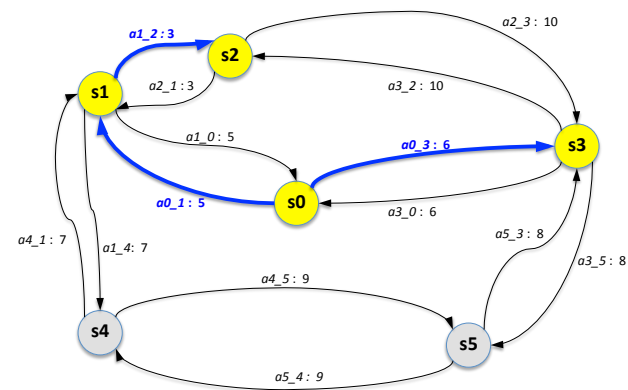 a2_3 : 10
a1_2 : 3
s2
a2_1 : 3
a3_2 : 10
s1
a1_0 : 5
a0_3 : 6
s3
s0
a0_1 : 5
a3_0 : 6
a4_1 : 7
a1_4: 7
a5_3 : 8
a3_5 : 8
a4_5 : 9
s4
s5
a5_4 : 9